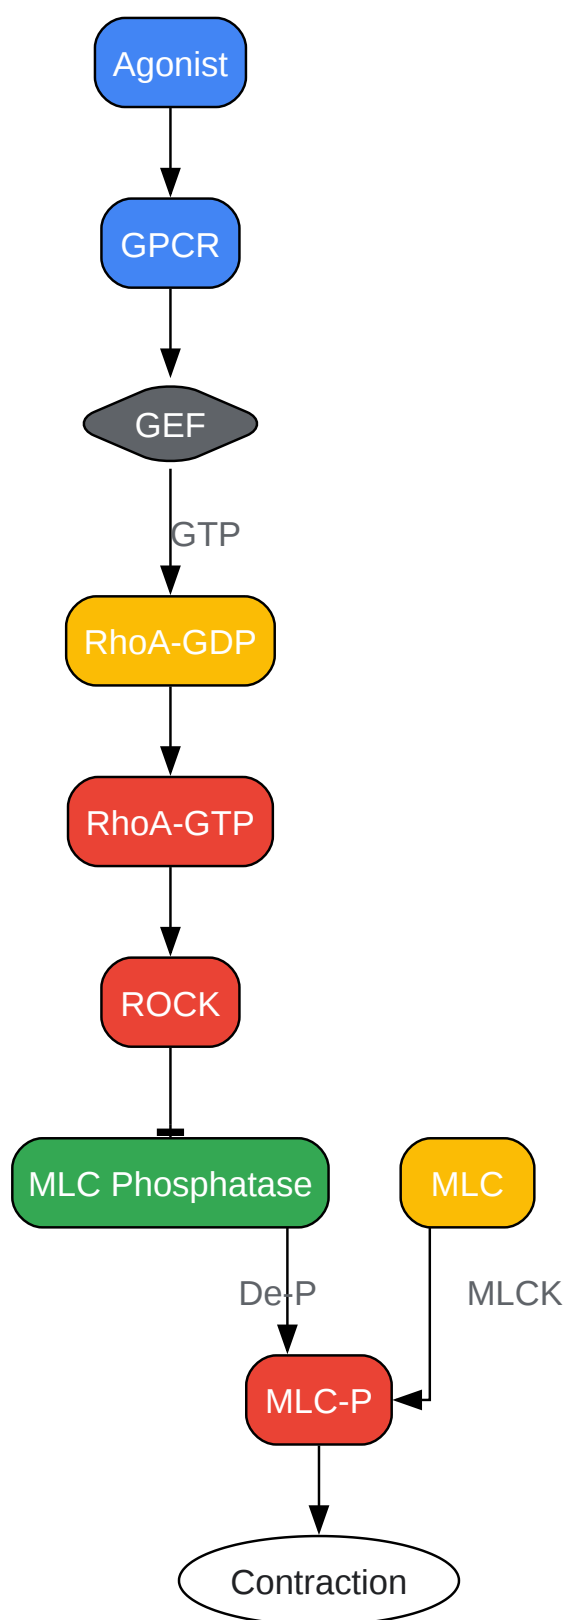 Agonist
GPCR
GEF
GTP
RhoA-GDP
RhoA-GTP
ROCK
MLC Phosphatase
MLC
De-P
MLCK
MLC-P
Contraction